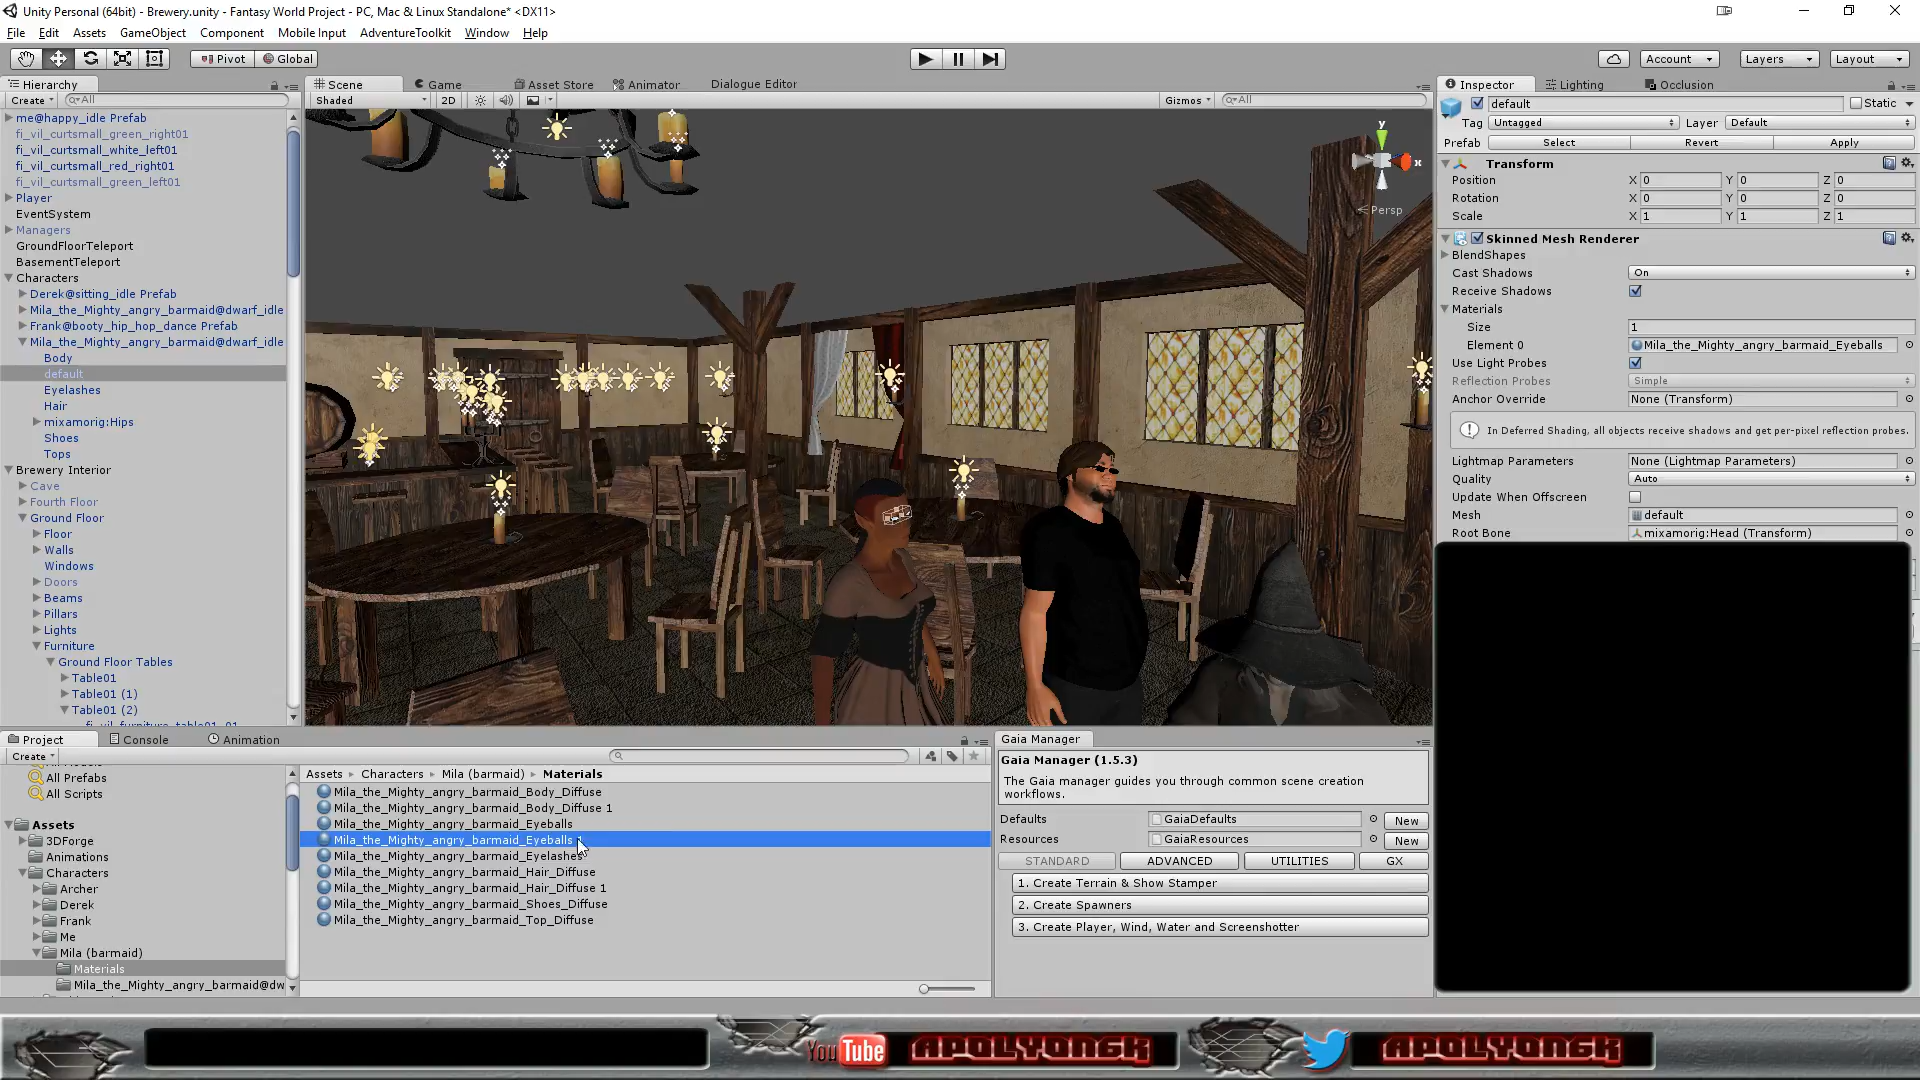 Unity Personal (64bit) - Brewery.unity - Fantasy World Project - PC, Mac & Linux Standalone* <DX11>
File Edit Assets GameObject Component Mobile Input AdventureToolkit Window Help
Pivot Global Account Layers Layout
Hierarchy
Create All
me@happy_idle Prefab
fi_vil_curtsmall_green_right01
fi_vil_curtsmall_white_left01
fi_vil_curtsmall_red_right01
fi_vil_curtsmall_green_left01
Player
EventSystem
Managers
GroundFloorTeleport
BasementTeleport
Characters
Derek@sitting_idle Prefab
Mila_the_Mighty_angry_barmaid@dwarf_idle
Frank@booty_hip_hop_dance Prefab
Mila_the_Mighty_angry_barmaid@dwarf_idle
Body
default
Eyelashes
Hair
mixamorig:Hips
Shoes
Tops
Brewery Interior
Cave
Fourth Floor
Ground Floor
Floor
Walls
Windows
Doors
Beams
Pillars
Lights
Furniture
Ground Floor Tables
Table01
Table01 (1)
Table01 (2)
Scene Game Asset Store Animator Dialogue Editor
Shaded 2D Gizmos All
y
x
Persp
Inspector Lighting Occlusion
default Static
Tag Untagged Layer Default
Prefab Select Revert Apply
Transform
Position X 0 Y 0 Z 0
Rotation X 0 Y 0 Z 0
Scale X 1 Y 1 Z 1
Skinned Mesh Renderer
BlendShapes
Cast Shadows On
Receive Shadows
Materials
Size 1
Element 0 Mila_the_Mighty_angry_barmaid_Eyeballs
Use Light Probes
Reflection Probes Simple
Anchor Override None (Transform)
In Deferred Shading, all objects receive shadows and get per-pixel reflection probes.
Lightmap Parameters None (Lightmap Parameters)
Quality Auto
Update When Offscreen
Mesh default
Root Bone mixamorig:Head (Transform)
Project Console Animation
Create
All Prefabs
All Scripts
Assets
3DForge
Animations
Characters
Archer
Derek
Frank
Me
Mila (barmaid)
Materials
Mila_the_Mighty_angry_barmaid@dw
Assets Characters Mila (barmaid) Materials
Mila_the_Mighty_angry_barmaid_Body_Diffuse
Mila_the_Mighty_angry_barmaid_Body_Diffuse 1
Mila_the_Mighty_angry_barmaid_Eyeballs
Mila_the_Mighty_angry_barmaid_Eyeballs
Mila_the_Mighty_angry_barmaid_Eyelashes
Mila_the_Mighty_angry_barmaid_Hair_Diffuse
Mila_the_Mighty_angry_barmaid_Hair_Diffuse 1
Mila_the_Mighty_angry_barmaid_Shoes_Diffuse
Mila_the_Mighty_angry_barmaid_Top_Diffuse
Gaia Manager
Gaia Manager (1.5.3)
The Gaia manager guides you through common scene creation
workflows.
Defaults GaiaDefaults New
Resources GaiaResources New
STANDARD ADVANCED UTILITIES GX
1. Create Terrain & Show Stamper
2. Create Spawners
3. Create Player, Wind, Water and Screenshotter
YouTube APOLYONGK APOLYONGK